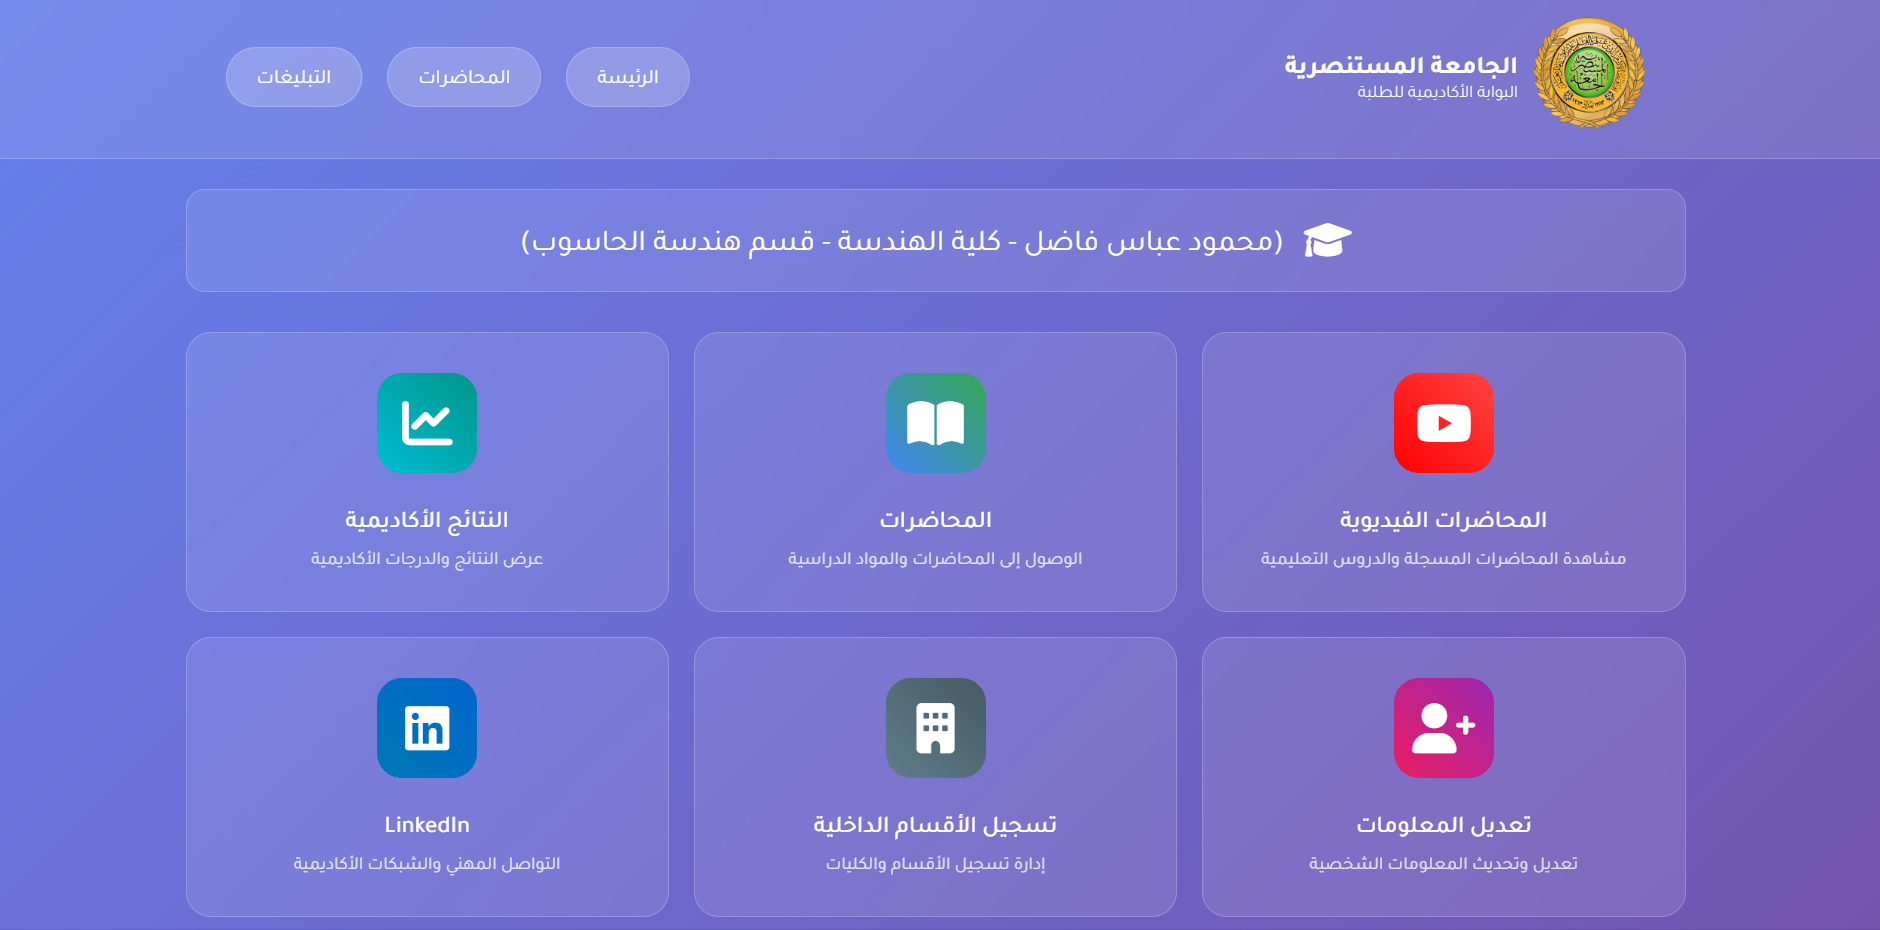 الجامعة المستنصرية
البوابة الأكاديمية للطلبة
الرئيسة
المحاضرات
التبليغات
(محمود عباس فاضل - كلية الهندسة - قسم هندسة الحاسوب)
المحاضرات الفيديوية
مشاهدة المحاضرات المسجلة والدروس التعليمية
المحاضرات
الوصول إلى المحاضرات والمواد الدراسية
النتائج الأكاديمية
عرض النتائج والدرجات الأكاديمية
تعديل المعلومات
تعديل وتحديث المعلومات الشخصية
تسجيل الأقسام الداخلية
إدارة تسجيل الأقسام والكليات
in
LinkedIn
التواصل المهني والشبكات الأكاديمية